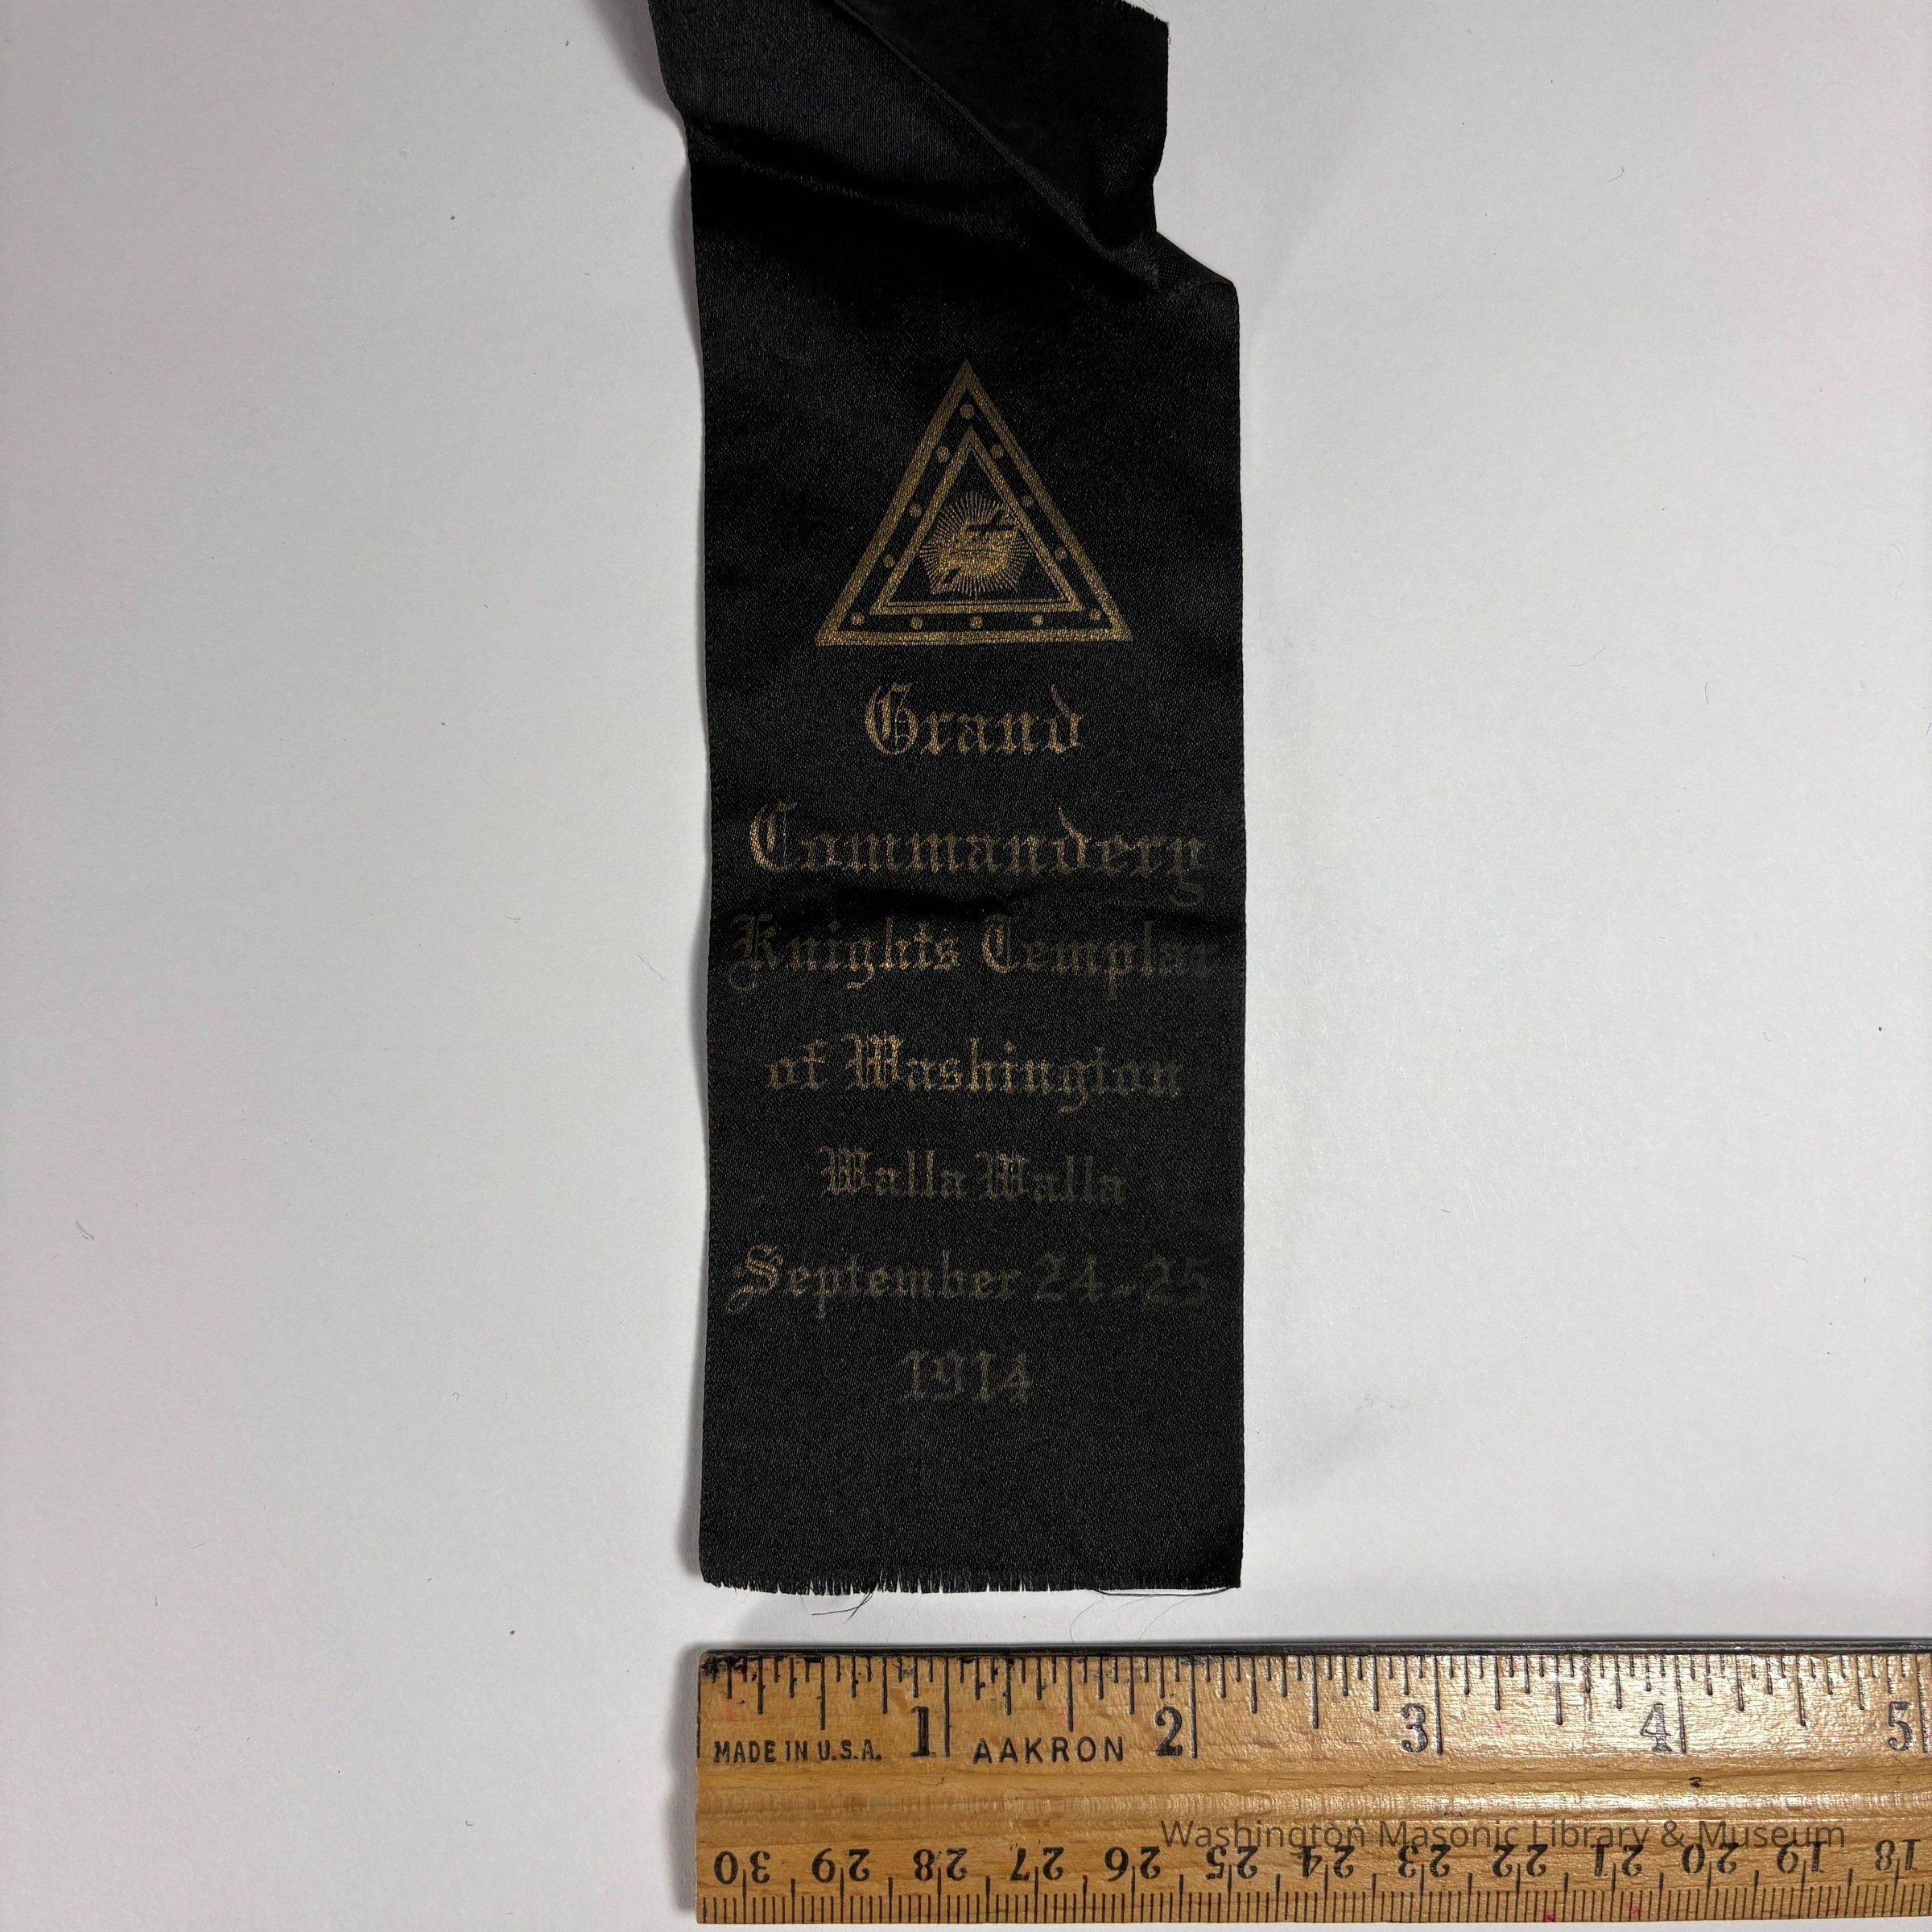 Grand
Commandery
Knights Templar
of Washington
Walla Walla
September 24-25
1914
1 2 3 4 5
MADE IN U.S.A. AAKRON
Washington Masonic Library & Museum
30 29 28 27 26 25 24 23 22 21 20 19 18